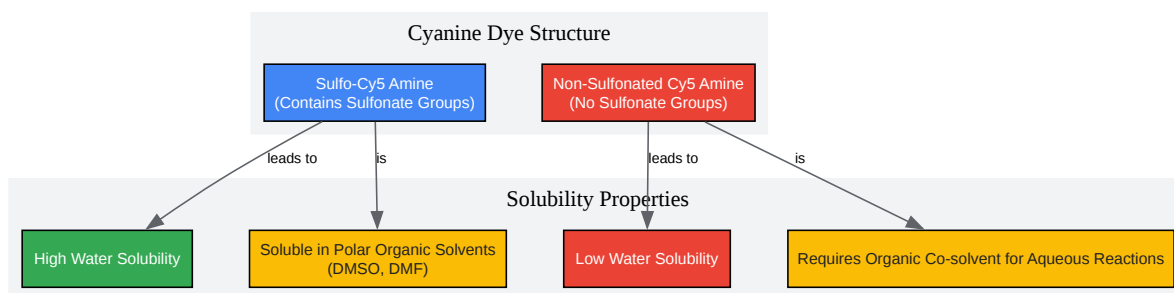 Cyanine Dye Structure
Sulfo-Cy5 Amine
(Contains Sulfonate Groups)
Non-Sulfonated Cy5 Amine
(No Sulfonate Groups)
leads to
is
leads to
is
Solubility Properties
High Water Solubility
Soluble in Polar Organic Solvents
(DMSO, DMF)
Low Water Solubility
Requires Organic Co-solvent for Aqueous Reactions